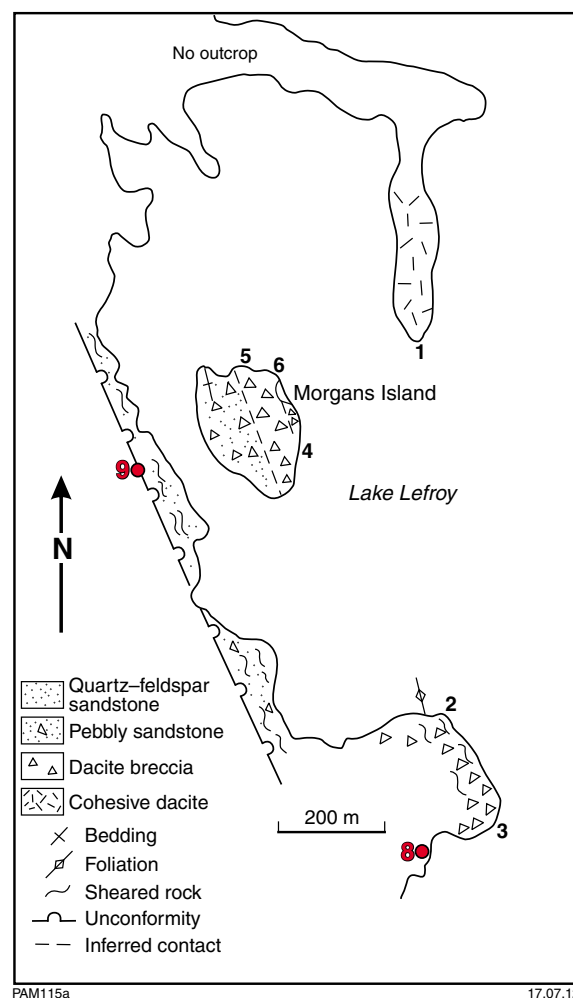 No outcrop
1
5
6
Morgans Island
4
9
Lake Lefroy
N
Quartz–feldspar
sandstone
Pebbly sandstone
Dacite breccia
Cohesive dacite
Bedding
Foliation
Sheared rock
Unconformity
Inferred contact
200 m
2
3
8
PAM115a